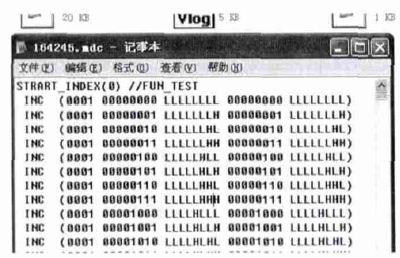 20 KB Vlog 5 KB 1 KB
164245.mdc - 记事本
文件(F) 编辑(E) 格式(O) 查看(V) 帮助(H)
STRART_INDEX(0) //FUN_TEST
INC (0001 00000000 LLLLLLLL 00000000 LLLLLLLL)
INC (0001 00000001 LLLLLLLH 00000001 LLLLLLLH)
INC (0001 00000010 LLLLLLHL 00000010 LLLLLLHL)
INC (0001 00000011 LLLLLLHH 00000011 LLLLLLHH)
INC (0001 00000100 LLLLLHLL 00000100 LLLLLHLL)
INC (0001 00000101 LLLLLHLH 00000101 LLLLLHLH)
INC (0001 00000110 LLLLLHHL 00000110 LLLLLHHL)
INC (0001 00000111 LLLLLHHH 00000111 LLLLLHHH)
INC (0001 00001000 LLLLHLLL 00001000 LLLLHLLL)
INC (0001 00001001 LLLLHLLH 00001001 LLLLHLLH)
INC (0001 00001010 LLLLHLHL 00001010 LLLLHLHL)